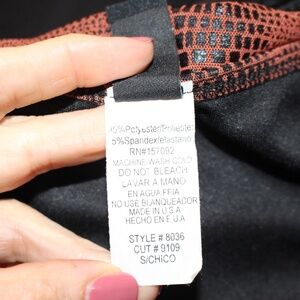 5%Polyester/Poliester
5%Spandex/elastano
RN#157092
MACHINE WASH COLD
DO NOT BLEACH
LAVAR A MANO
EN AGUA FRIA
NO USE BLANQUEADOR
MADE IN U.S.A
HECHO EN E.U.
STYLE # 8036
CUT # 9109
S/CHICO